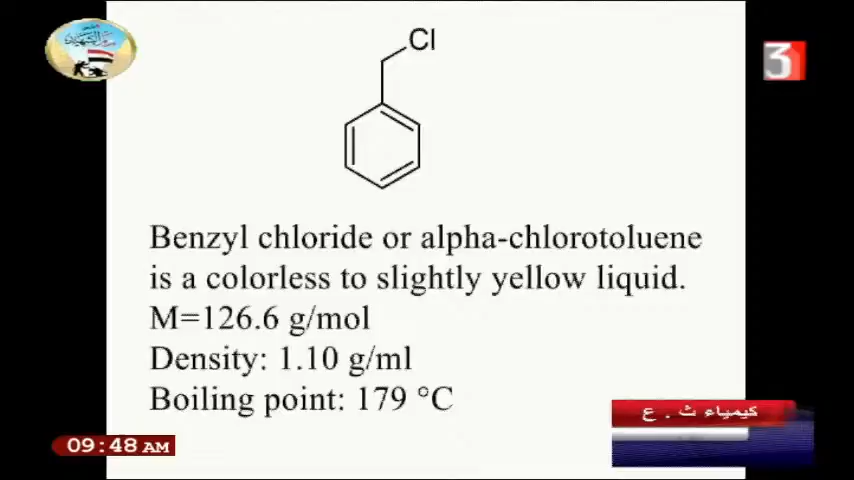 Cl
3
Benzyl chloride or alpha-chlorotoluene
is a colorless to slightly yellow liquid.
M=126.6 g/mol
Density: 1.10 g/ml
Boiling point: 179 °C
كيمياء ث . ع
09:48 AM